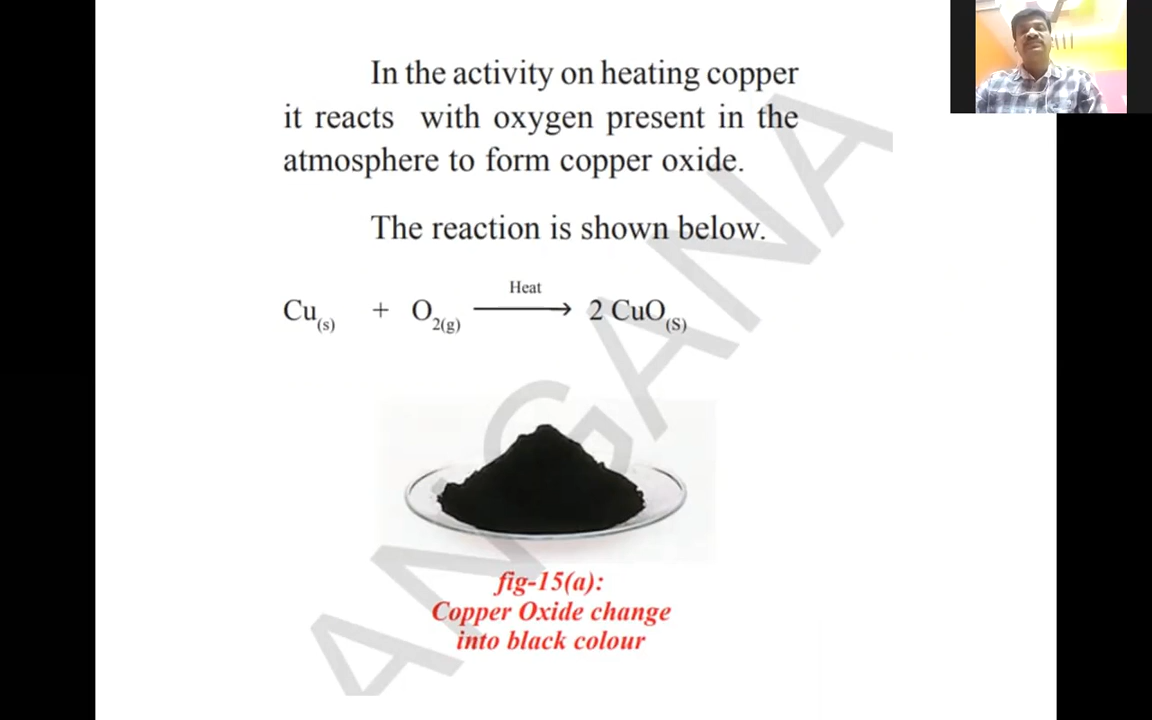 In the activity on heating copper
it reacts with oxygen present in the
atmosphere to form copper oxide.
The reaction is shown below.
Heat
Cu(s) + O2(g) ⟶ 2 CuO(S)
fig-15(a):
Copper Oxide change
into black colour
ANGANA